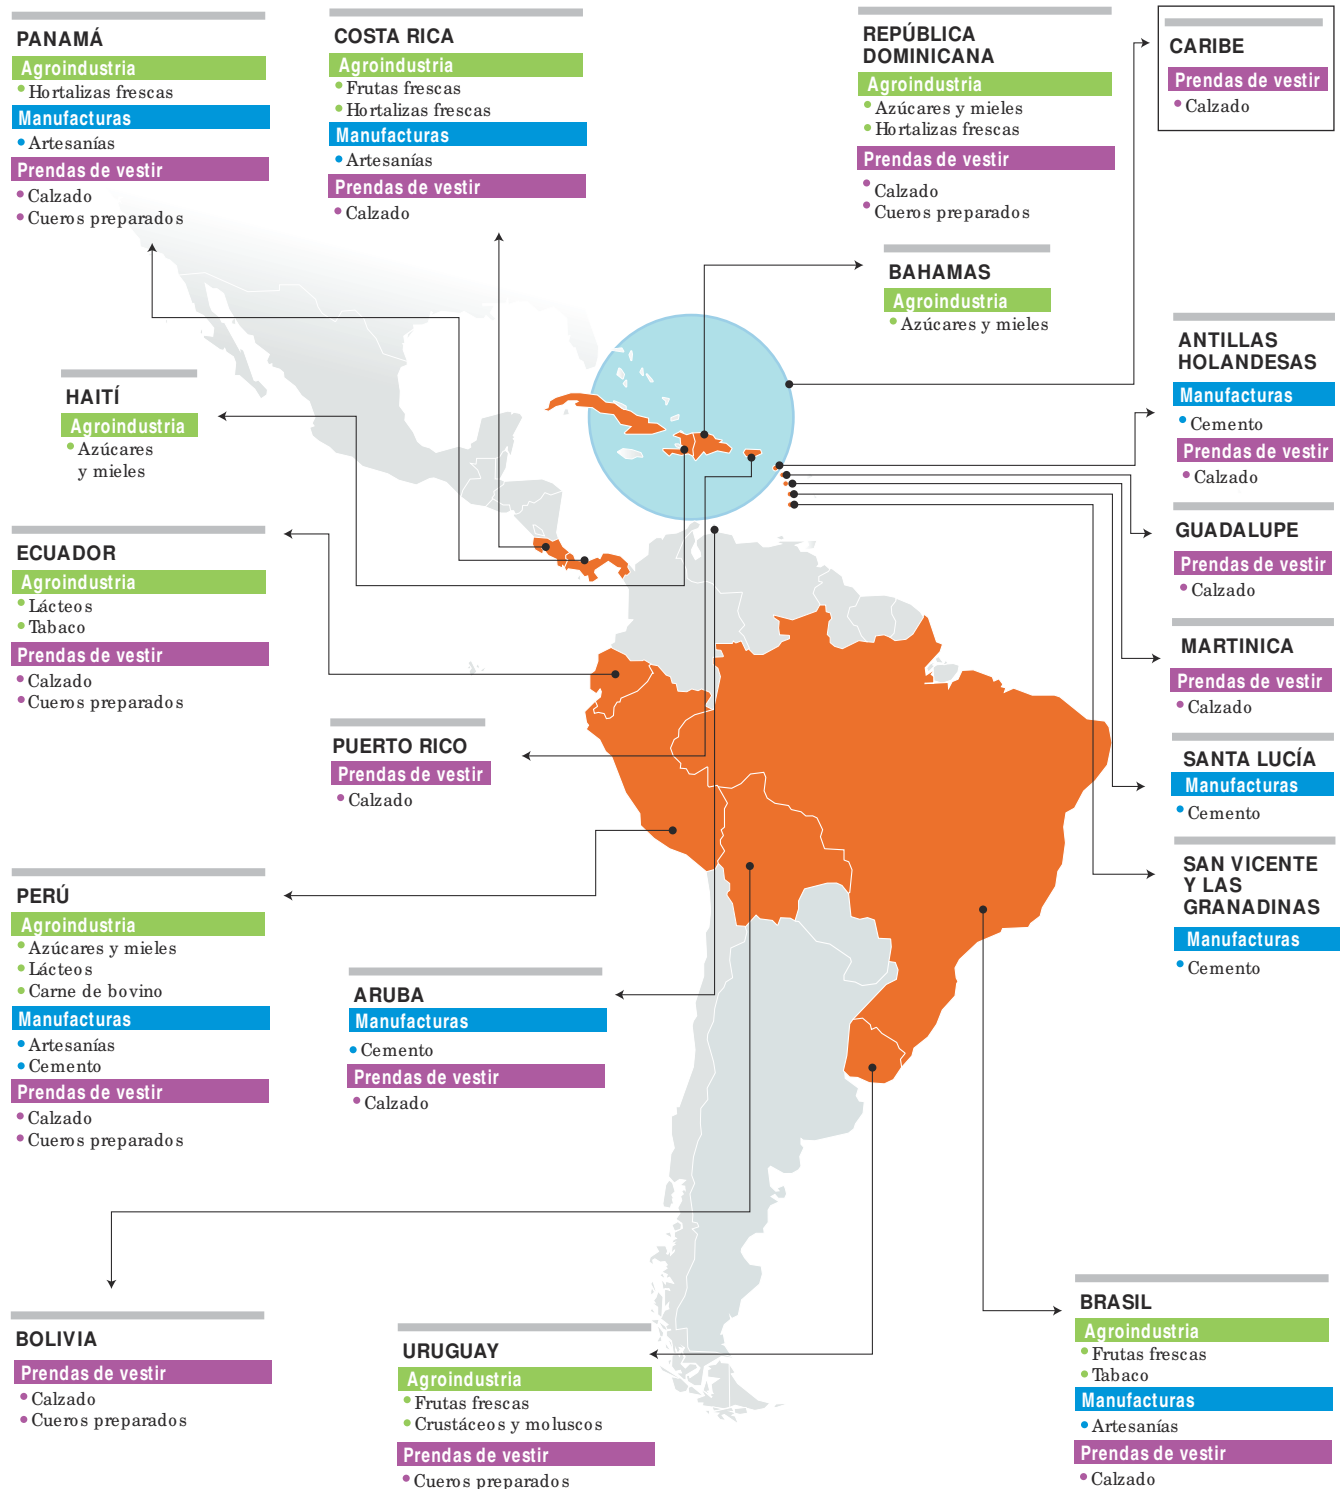 PANAMÁ
Agroindustria
Hortalizas frescas
Manufacturas
Artesanías
Prendas de vestir
Calzado
Cueros preparados
COSTA RICA
Agroindustria
Frutas frescas
Hortalizas frescas
Manufacturas
Artesanías
Prendas de vestir
Calzado
REPÚBLICA
DOMINICANA
Agroindustria
Azúcares y mieles
Hortalizas frescas
Prendas de vestir
Calzado
Cueros preparados
CARIBE
Prendas de vestir
Calzado
BAHAMAS
Agroindustria
Azúcares y mieles
ANTILLAS
HOLANDESAS
Manufacturas
Cemento
Prendas de vestir
Calzado
HAITÍ
Agroindustria
Azúcares
y mieles
GUADALUPE
Prendas de vestir
Calzado
ECUADOR
Agroindustria
Lácteos
Tabaco
Prendas de vestir
Calzado
Cueros preparados
MARTINICA
Prendas de vestir
Calzado
PUERTO RICO
Prendas de vestir
Calzado
SANTA LUCÍA
Manufacturas
Cemento
SAN VICENTE
Y LAS
GRANADINAS
Manufacturas
Cemento
PERÚ
Agroindustria
Azúcares y mieles
Lácteos
Carne de bovino
Manufacturas
Artesanías
Cemento
Prendas de vestir
Calzado
Cueros preparados
ARUBA
Manufacturas
Cemento
Prendas de vestir
Calzado
BOLIVIA
Prendas de vestir
Calzado
Cueros preparados
URUGUAY
Agroindustria
Frutas frescas
Crustáceos y moluscos
Prendas de vestir
Cueros preparados
BRASIL
Agroindustria
Frutas frescas
Tabaco
Manufacturas
Artesanías
Prendas de vestir
Calzado